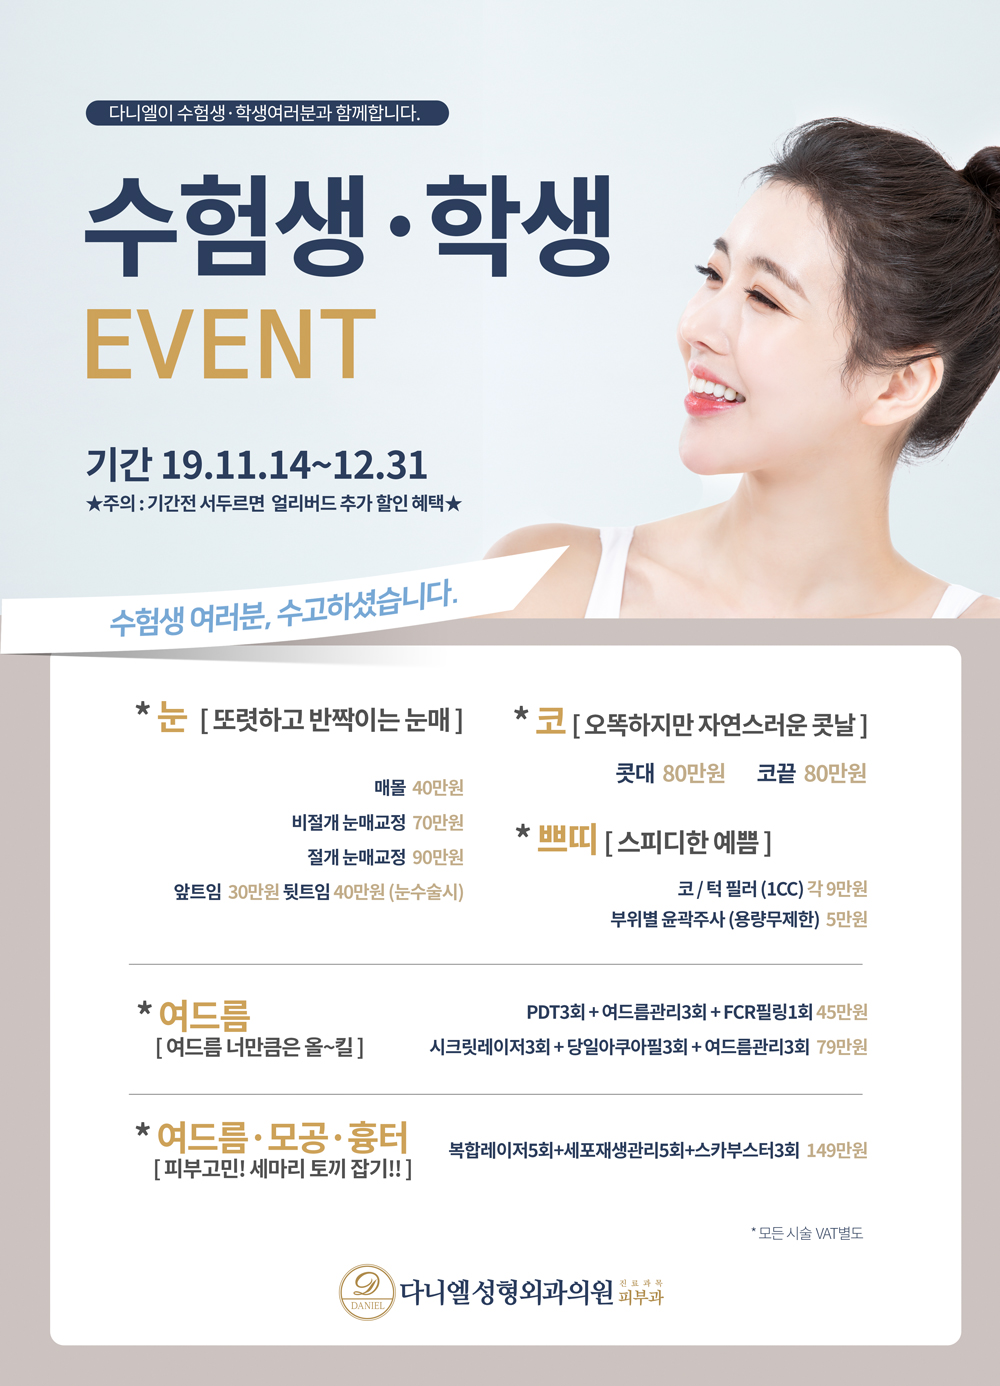 다니엘이 수험생·학생여러분과 함께합니다.
수험생·학생
EVENT
기간 19.11.14~12.31
★주의 : 기간전 서두르면 얼리버드 추가 할인 혜택★
수험생 여러분, 수고하셨습니다.
* 눈 [ 또렷하고 반짝이는 눈매 ]
매몰 40만원
비절개 눈매교정 70만원
절개 눈매교정 90만원
앞트임 30만원 뒷트임 40만원 (눈수술시)
* 코 [ 오똑하지만 자연스러운 콧날 ]
콧대 80만원 코끝 80만원
* 쁘띠 [ 스피디한 예쁨 ]
코 / 턱 필러 (1CC) 각 9만원
부위별 윤곽주사 (용량무제한) 5만원
* 여드름
[ 여드름 너만큼은 올~킬 ]
PDT3회 + 여드름관리3회 + FCR필링1회 45만원
시크릿레이저3회 + 당일아쿠아필3회 + 여드름관리3회 79만원
* 여드름·모공·흉터
[ 피부고민! 세마리 토끼 잡기!! ]
복합레이저5회+세포재생관리5회+스카부스터3회 149만원
* 모든 시술 VAT별도
D
DANIEL
다니엘성형외과의원
진료과목
피부과